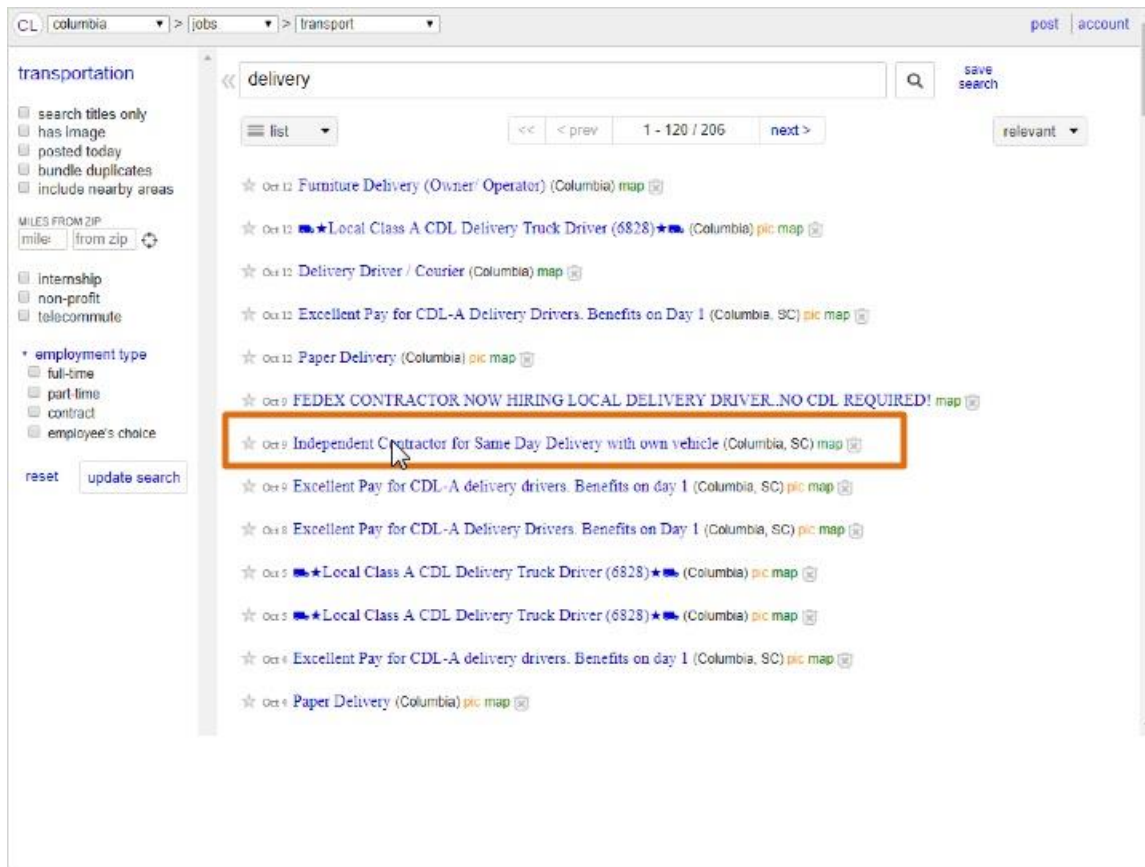 CL columbia > jobs > transport post account
transportation
delivery
save search
search titles only
has image
posted today
bundle duplicates
include nearby areas
MILES FROM ZIP
mile from zip
internship
non-profit
telecommute
employment type
full-time
part-time
contract
employee's choice
reset update search
list << < prev 1 - 120 / 206 next > relevant
Oct 12 Furniture Delivery (Owner/ Operator) (Columbia) map
Oct 12 ★Local Class A CDL Delivery Truck Driver (6828)★ (Columbia) pic map
Oct 12 Delivery Driver / Courier (Columbia) map
Oct 12 Excellent Pay for CDL-A Delivery Drivers. Benefits on Day 1 (Columbia, SC) pic map
Oct 12 Paper Delivery (Columbia) pic map
Oct 9 FEDEX CONTRACTOR NOW HIRING LOCAL DELIVERY DRIVER..NO CDL REQUIRED! map
Oct 9 Independent Contractor for Same Day Delivery with own vehicle (Columbia, SC) map
Oct 9 Excellent Pay for CDL-A delivery drivers. Benefits on day 1 (Columbia, SC) pic map
Oct 8 Excellent Pay for CDL-A Delivery Drivers. Benefits on Day 1 (Columbia, SC) pic map
Oct 5 ★Local Class A CDL Delivery Truck Driver (6828)★ (Columbia) pic map
Oct 5 ★Local Class A CDL Delivery Truck Driver (6828)★ (Columbia) pic map
Oct 4 Excellent Pay for CDL-A delivery drivers. Benefits on day 1 (Columbia, SC) pic map
Oct 4 Paper Delivery (Columbia) pic map